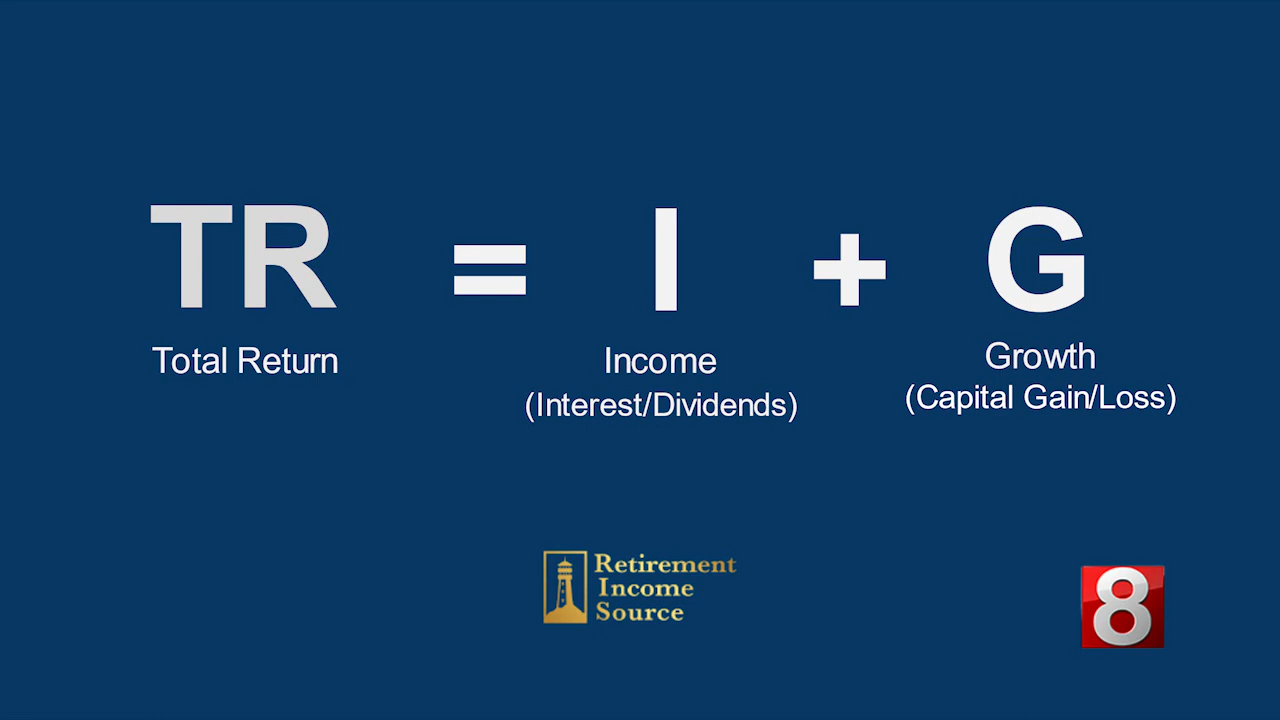 TR = I + G
Total Return
Income
(Interest/Dividends)
Growth
(Capital Gain/Loss)
Retirement
Income
Source
8